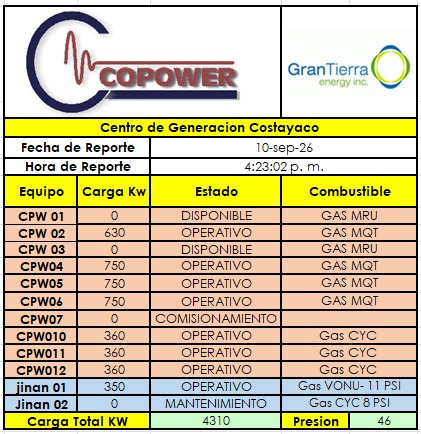 COPOWER
GranTierra
energy inc.
Centro de Generacion Costayaco
Fecha de Reporte 10-sep-26
Hora de Reporte 4:23:02 p. m.
Equipo Carga Kw Estado Combustible
CPW 01 0 DISPONIBLE GAS MRU
CPW 02 630 OPERATIVO GAS MQT
CPW 03 0 DISPONIBLE GAS MRU
CPW04 750 OPERATIVO GAS MQT
CPW05 750 OPERATIVO GAS MQT
CPW06 750 OPERATIVO GAS MQT
CPW07 0 COMISIONAMIENTO
CPW010 360 OPERATIVO Gas CYC
CPW011 360 OPERATIVO Gas CYC
CPW012 360 OPERATIVO Gas CYC
jinan 01 350 OPERATIVO Gas VONU- 11 PSI
Jinan 02 0 MANTENIMIENTO Gas CYC 8 PSI
Carga Total KW 4310 Presion 46